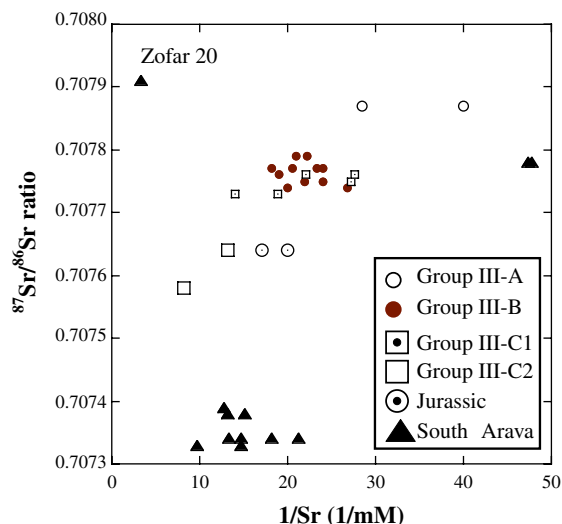 0.7080
Zofar 20
0.7079
0.7078
0.7077
0.7076
0.7075
0.7074
0.7073
⁸⁷Sr/⁸⁶Sr ratio
Group III-A
Group III-B
Group III-C1
Group III-C2
Jurassic
South Arava
0 10 20 30 40 50
1/Sr (1/mM)